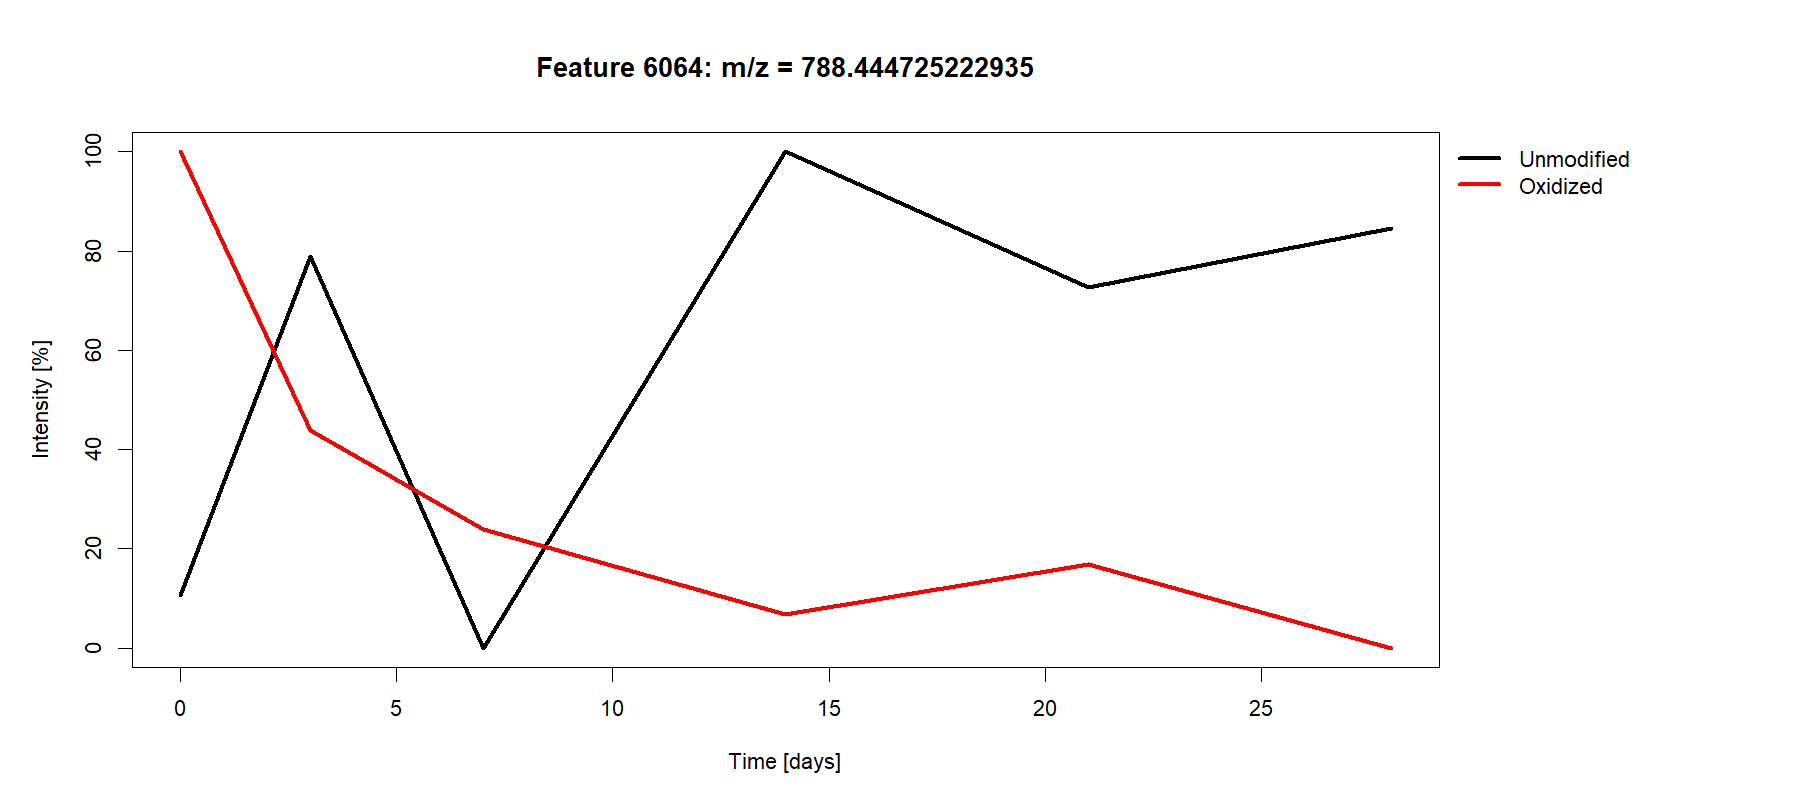 Feature 6064: m/z = 788.444725222935
Unmodified
Oxidized
Intensity [%]
100
80
60
40
20
0
0 5 10 15 20 25
Time [days]